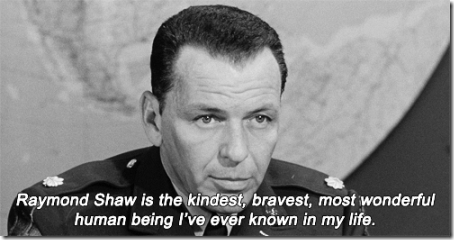 Raymond Shaw is the kindest, bravest, most wonderful
human being I've ever known in my life.